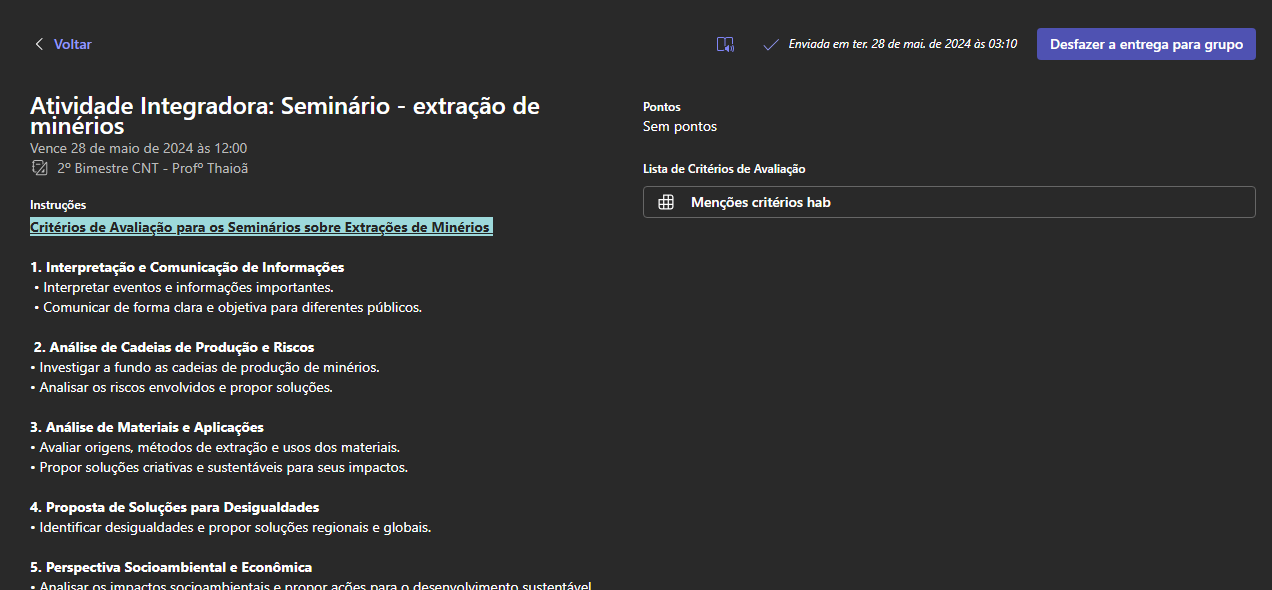 Voltar
Enviada em ter. 28 de mai. de 2024 às 03:10
Desfazer a entrega para grupo
Atividade Integradora: Seminário - extração de
minérios
Vence 28 de maio de 2024 às 12:00
2º Bimestre CNT - Profº Thaioã
Instruções
Critérios de Avaliação para os Seminários sobre Extrações de Minérios
1. Interpretação e Comunicação de Informações
• Interpretar eventos e informações importantes.
• Comunicar de forma clara e objetiva para diferentes públicos.
2. Análise de Cadeias de Produção e Riscos
• Investigar a fundo as cadeias de produção de minérios.
• Analisar os riscos envolvidos e propor soluções.
3. Análise de Materiais e Aplicações
• Avaliar origens, métodos de extração e usos dos materiais.
• Propor soluções criativas e sustentáveis para seus impactos.
4. Proposta de Soluções para Desigualdades
• Identificar desigualdades e propor soluções regionais e globais.
5. Perspectiva Socioambiental e Econômica
• Analisar os impactos socioambientais e propor ações para o desenvolvimento sustentável
Pontos
Sem pontos
Lista de Critérios de Avaliação
Menções critérios hab